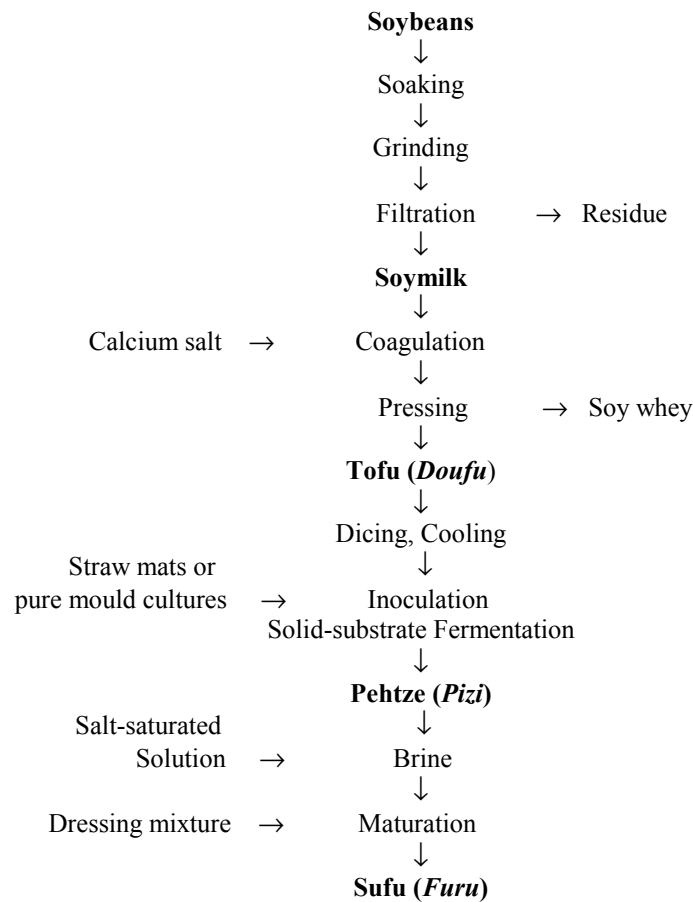 Soybeans
↓
Soaking
↓
Grinding
↓
Filtration → Residue
↓
Soymilk
↓
Calcium salt → Coagulation
↓
Pressing → Soy whey
↓
Tofu (Doufu)
↓
Dicing, Cooling
↓
Straw mats or
pure mould cultures → Inoculation
Solid-substrate Fermentation
↓
Pehtze (Pizi)
↓
Salt-saturated
Solution → Brine
↓
Dressing mixture → Maturation
↓
Sufu (Furu)